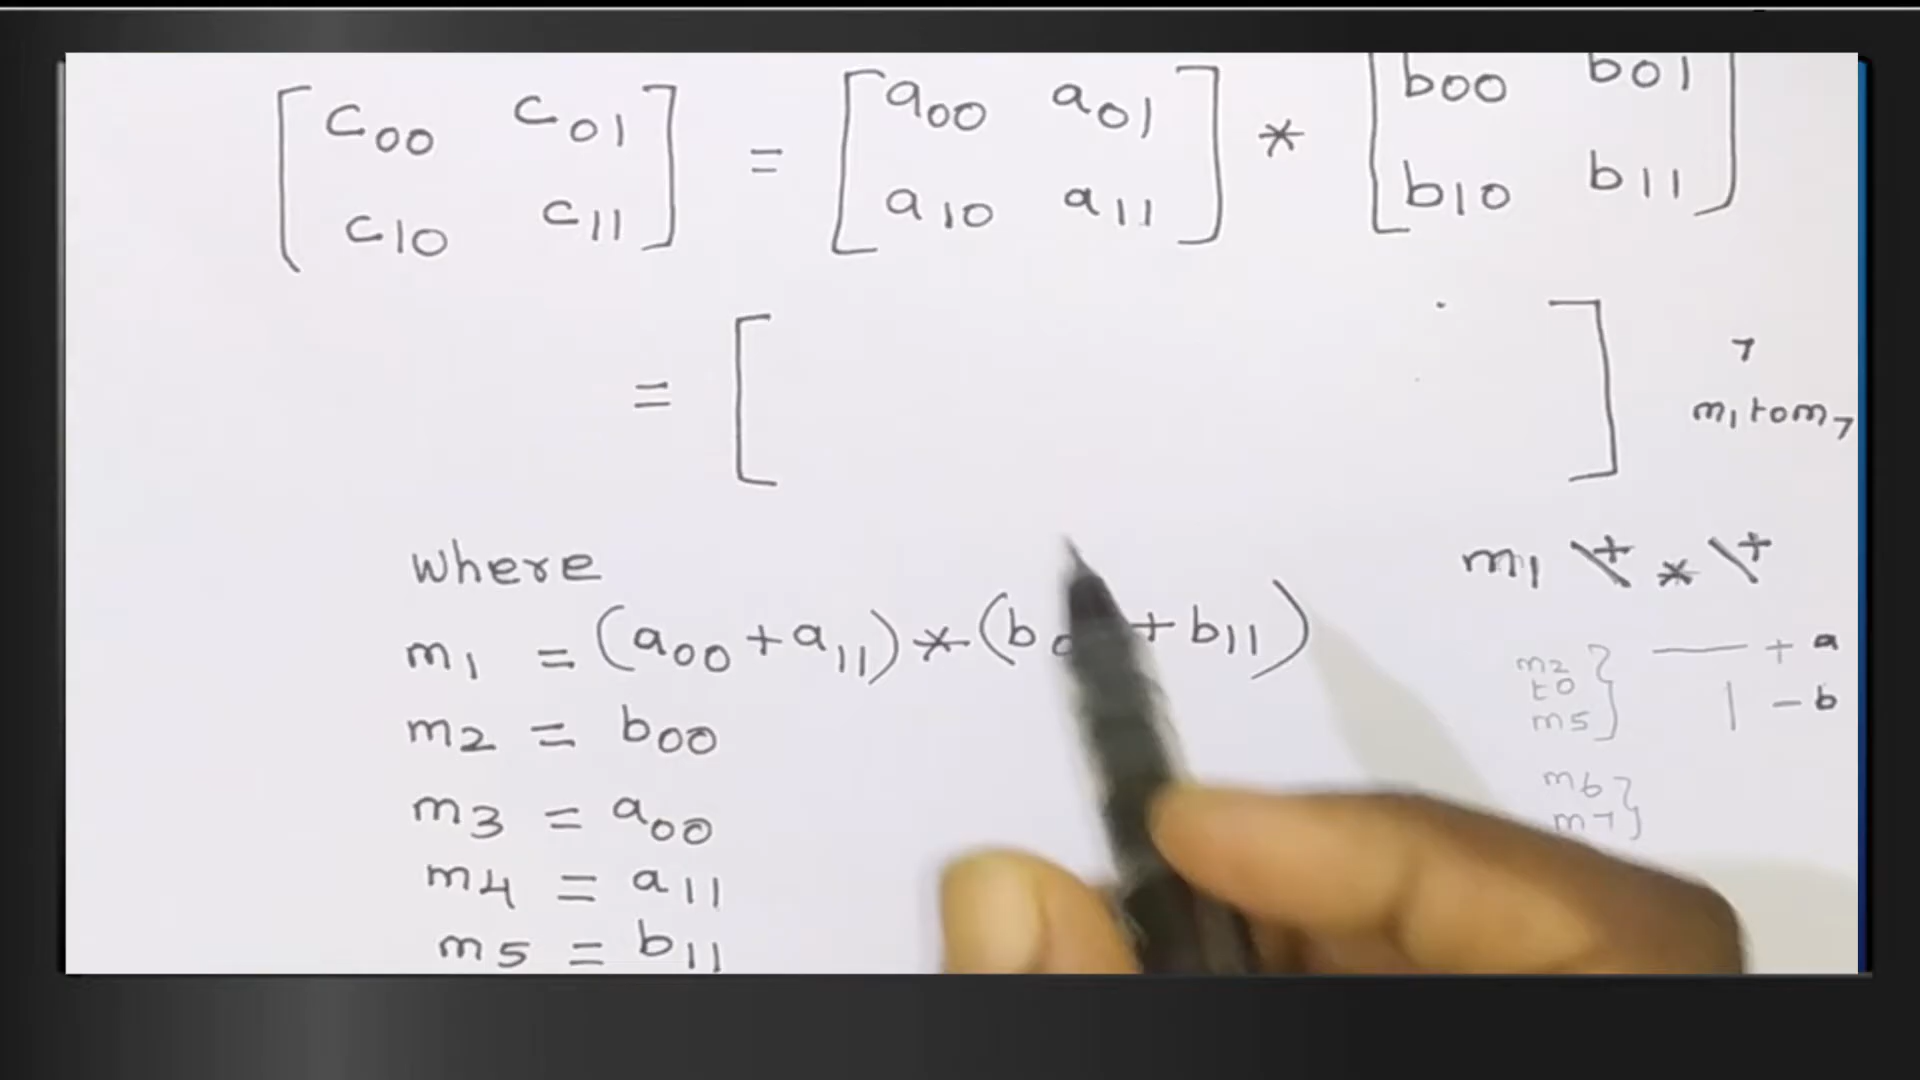 [ c00 c01 ] = [ a00 a01 ] * [ b00 b01 ]
[ c10 c11 ] [ a10 a11 ] [ b10 b11 ]
= [ ] 7
m1 to m7
where
m1 = (a00 + a11) * (b0 + b11)
m2 = b00
m3 = a00
m4 = a11
m5 = b11
m1 \+ * \+
m2 to m5 } — + a
| - b
m6 m7 }